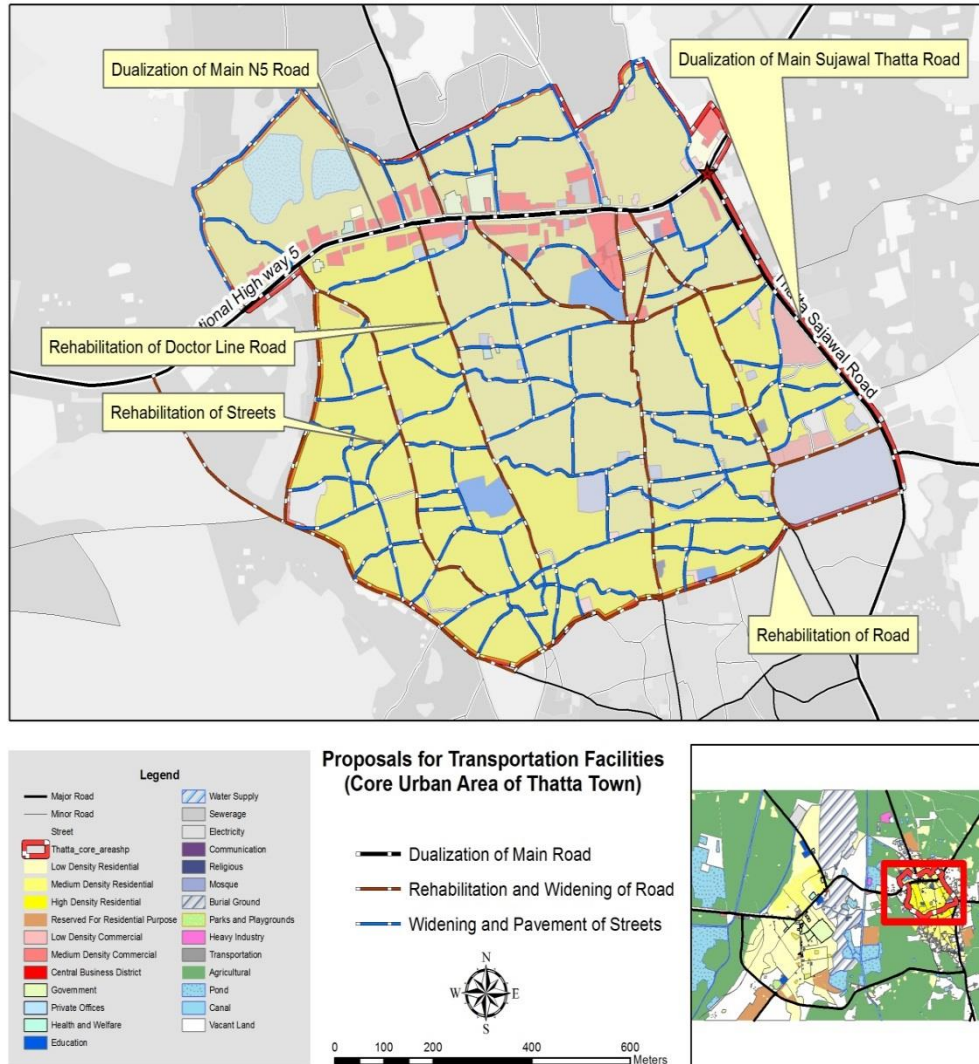 Dualization of Main N5 Road
Dualization of Main Sujawal Thatta Road
tional High way 5
Thatta Sajawal Road
Rehabilitation of Doctor Line Road
Rehabilitation of Streets
Rehabilitation of Road
Legend
Major Road
Minor Road
Street
Thatta_core_areashp
Low Density Residential
Medium Density Residential
High Density Residential
Reserved For Residential Purpose
Low Density Commercial
Medium Density Commercial
Central Business District
Government
Private Offices
Health and Welfare
Education
Water Supply
Sewerage
Electricity
Communication
Religious
Mosque
Burial Ground
Parks and Playgrounds
Heavy Industry
Transportation
Agricultural
Pond
Canal
Vacant Land
Proposals for Transportation Facilities
(Core Urban Area of Thatta Town)
Dualization of Main Road
Rehabilitation and Widening of Road
Widening and Pavement of Streets
N
W E
S
0 100 200 400 600
Meters